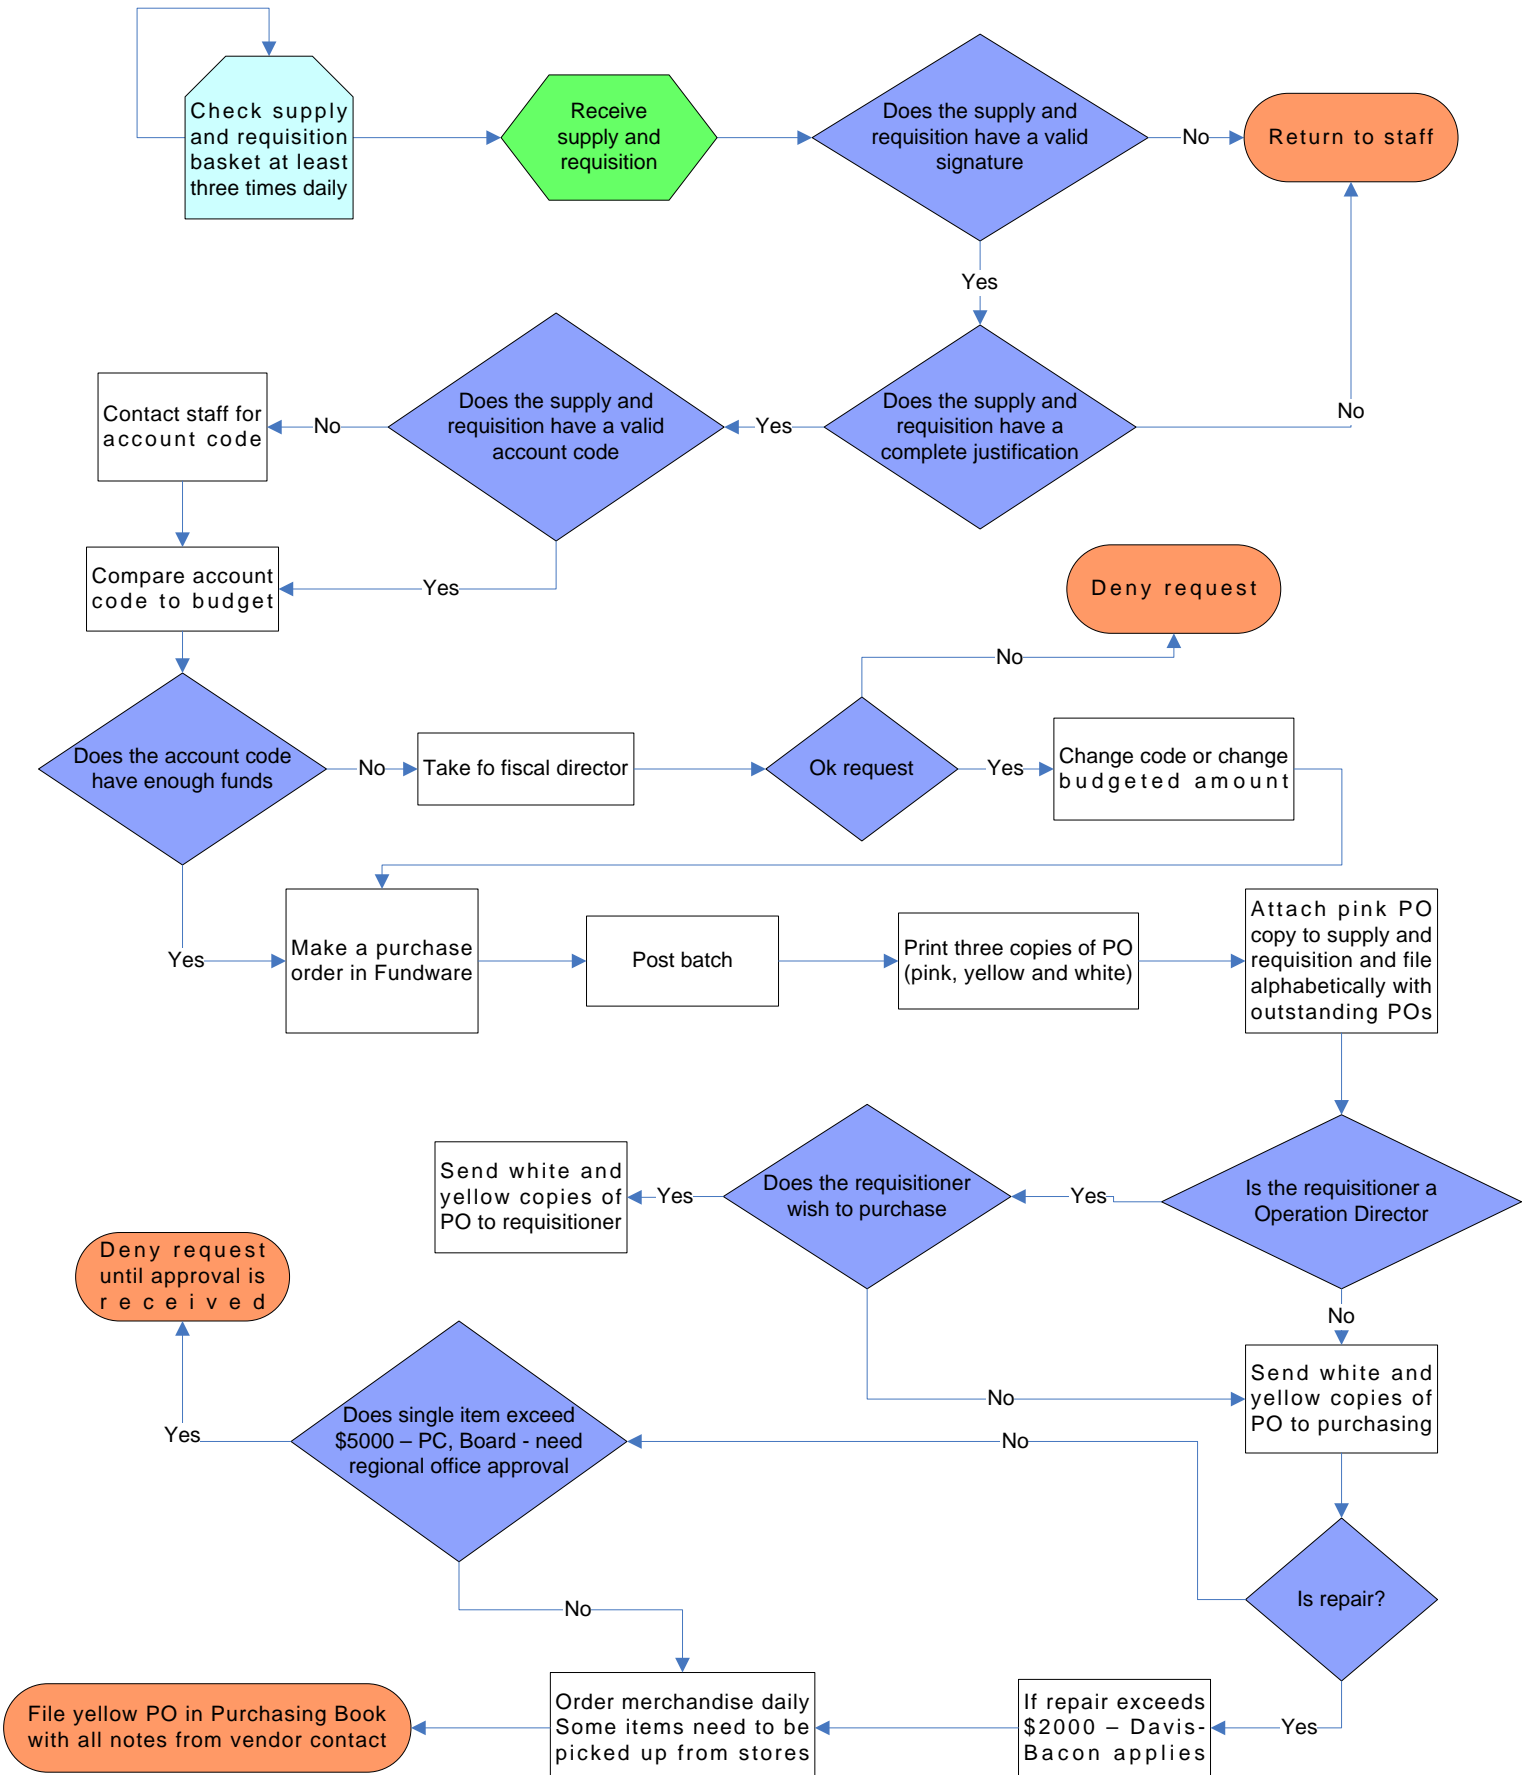 Check supply
and requisition
basket at least
three times daily
Receive
supply and
requisition
Does the supply and
requisition have a valid
signature
No
Return to staff
Yes
Does the supply and
requisition have a
complete justification
No
Yes
Does the supply and
requisition have a valid
account code
No
Contact staff for
account code
Yes
Compare account
code to budget
Deny request
No
Does the account code
have enough funds
No
Take fo fiscal director
Ok request
Yes
Change code or change
budgeted amount
Yes
Make a purchase
order in Fundware
Post batch
Print three copies of PO
(pink, yellow and white)
Attach pink PO
copy to supply and
requisition and file
alphabetically with
outstanding POs
Is the requisitioner a
Operation Director
Yes
Does the requisitioner
wish to purchase
Yes
Send white and
yellow copies of
PO to requisitioner
No
No
Send white and
yellow copies of
PO to purchasing
Deny request
until approval is
received
Yes
Does single item exceed
$5000 – PC, Board - need
regional office approval
No
Is repair?
No
Yes
If repair exceeds
$2000 – Davis-
Bacon applies
Order merchandise daily
Some items need to be
picked up from stores
File yellow PO in Purchasing Book
with all notes from vendor contact